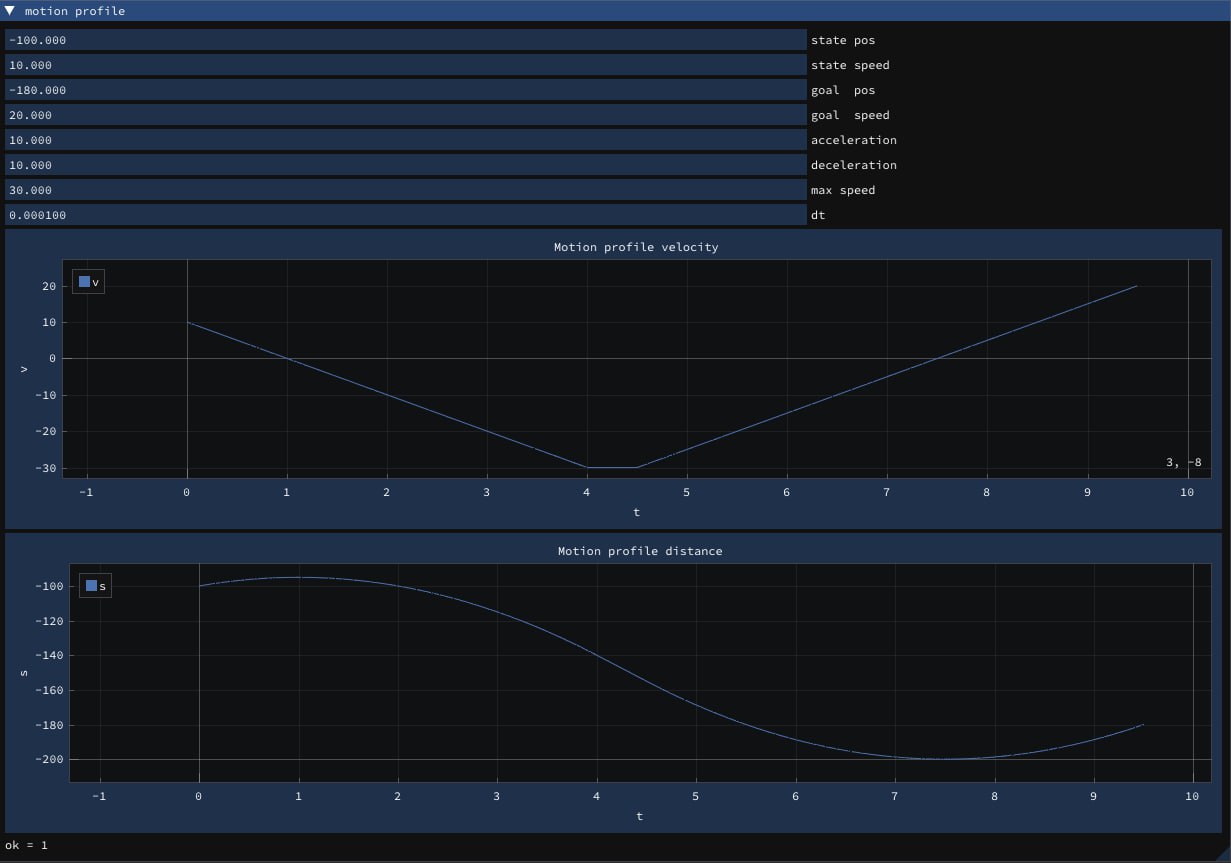 motion profile
-100.000 state pos
10.000 state speed
-180.000 goal  pos
20.000 goal  speed
10.000 acceleration
10.000 deceleration
30.000 max speed
0.000100 dt
Motion profile velocity
v
20
10
0
-10
-20
-30
v
3, -8
-1 0 1 2 3 4 5 6 7 8 9 10
t
Motion profile distance
s
-100
-120
-140
-160
-180
-200
s
-1 0 1 2 3 4 5 6 7 8 9 10
t
ok = 1